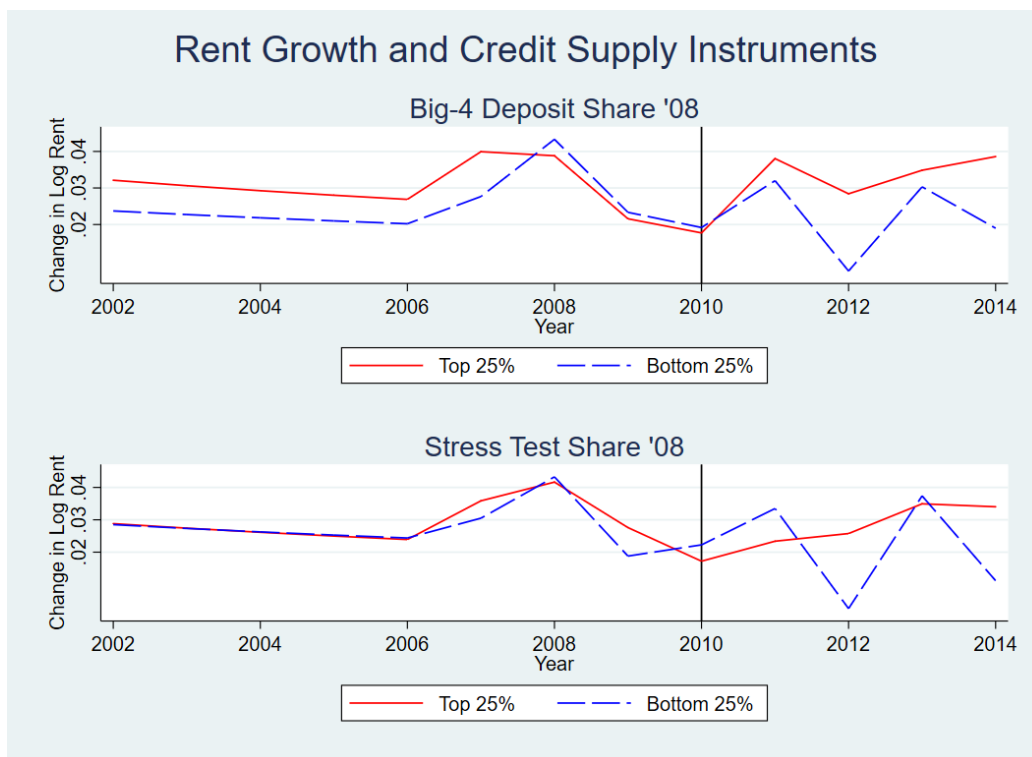 Rent Growth and Credit Supply Instruments
Big-4 Deposit Share '08
Change in Log Rent
.04
.03
.02
2002 2004 2006 2008 2010 2012 2014
Year
Top 25% Bottom 25%
Stress Test Share '08
Change in Log Rent
.04
.03
.02
2002 2004 2006 2008 2010 2012 2014
Year
Top 25% Bottom 25%